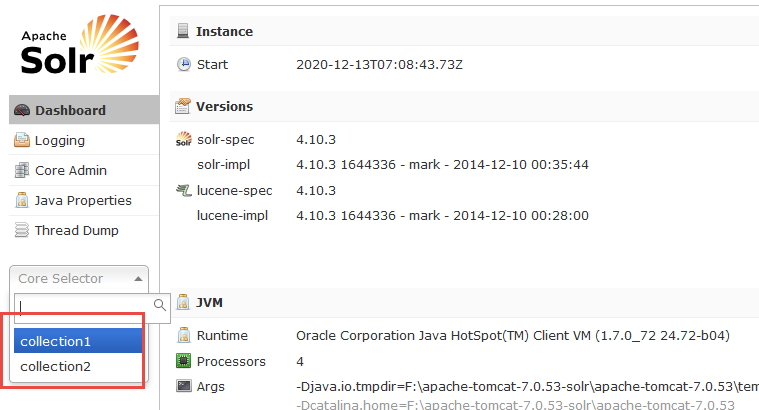 Apache
Solr
Dashboard
Logging
Core Admin
Java Properties
Thread Dump
Core Selector
collection1
collection2
Instance
Start 2020-12-13T07:08:43.73Z
Versions
Solr solr-spec 4.10.3
solr-impl 4.10.3 1644336 - mark - 2014-12-10 00:35:44
lucene-spec 4.10.3
lucene-impl 4.10.3 1644336 - mark - 2014-12-10 00:28:00
JVM
Runtime Oracle Corporation Java HotSpot(TM) Client VM (1.7.0_72 24.72-b04)
Processors 4
Args -Djava.io.tmpdir=F:\apache-tomcat-7.0.53-solr\apache-tomcat-7.0.53\tem
-Dcatalina.home=F:\apache-tomcat-7.0.53-solr\apache-tomcat-7.0.53